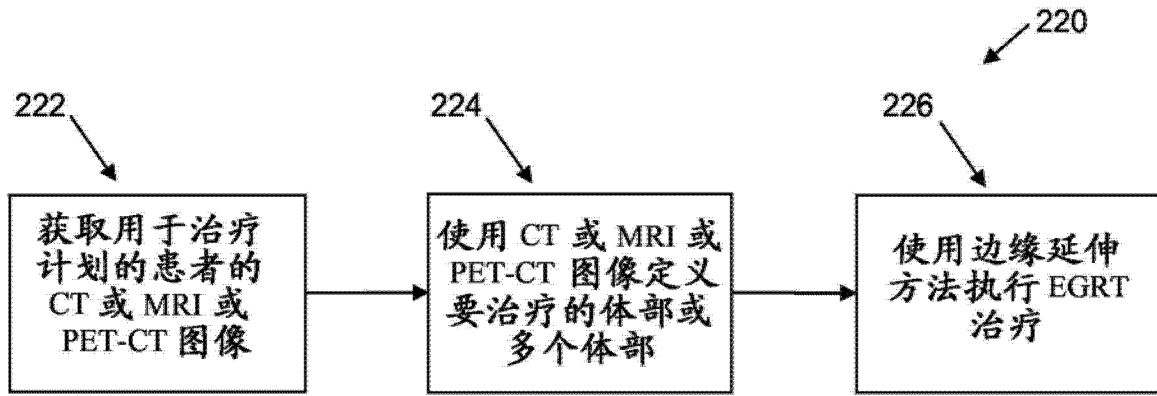 220
222
224
226
获取用于治疗
计划的患者的
CT 或 MRI 或
PET-CT 图像
使用 CT 或 MRI 或
PET-CT 图像定义
要治疗的体部或
多个体部
使用边缘延伸
方法执行 EGRT
治疗